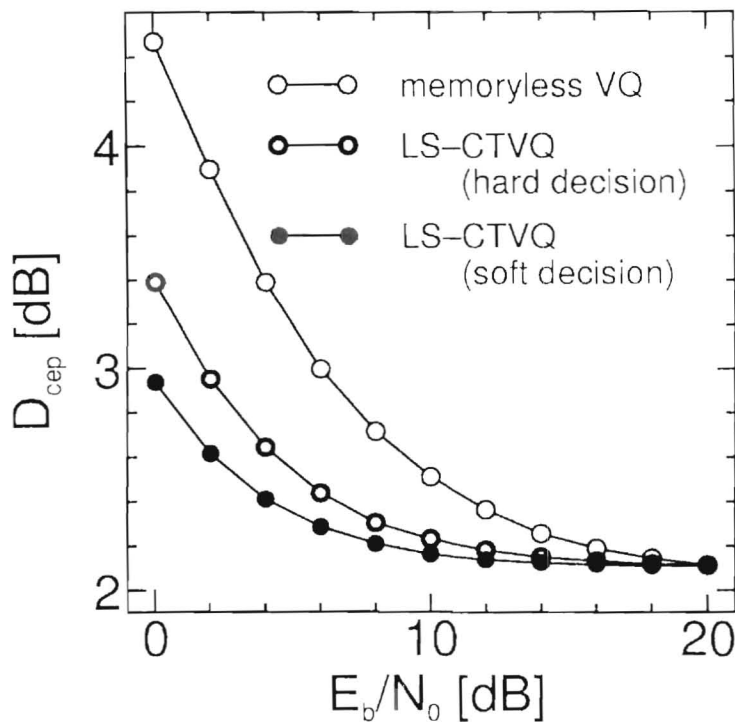 memoryless VQ
LS–CTVQ
(hard decision)
LS–CTVQ
(soft decision)
4
3
2
D_cep [dB]
0
10
20
E_b/N_0 [dB]